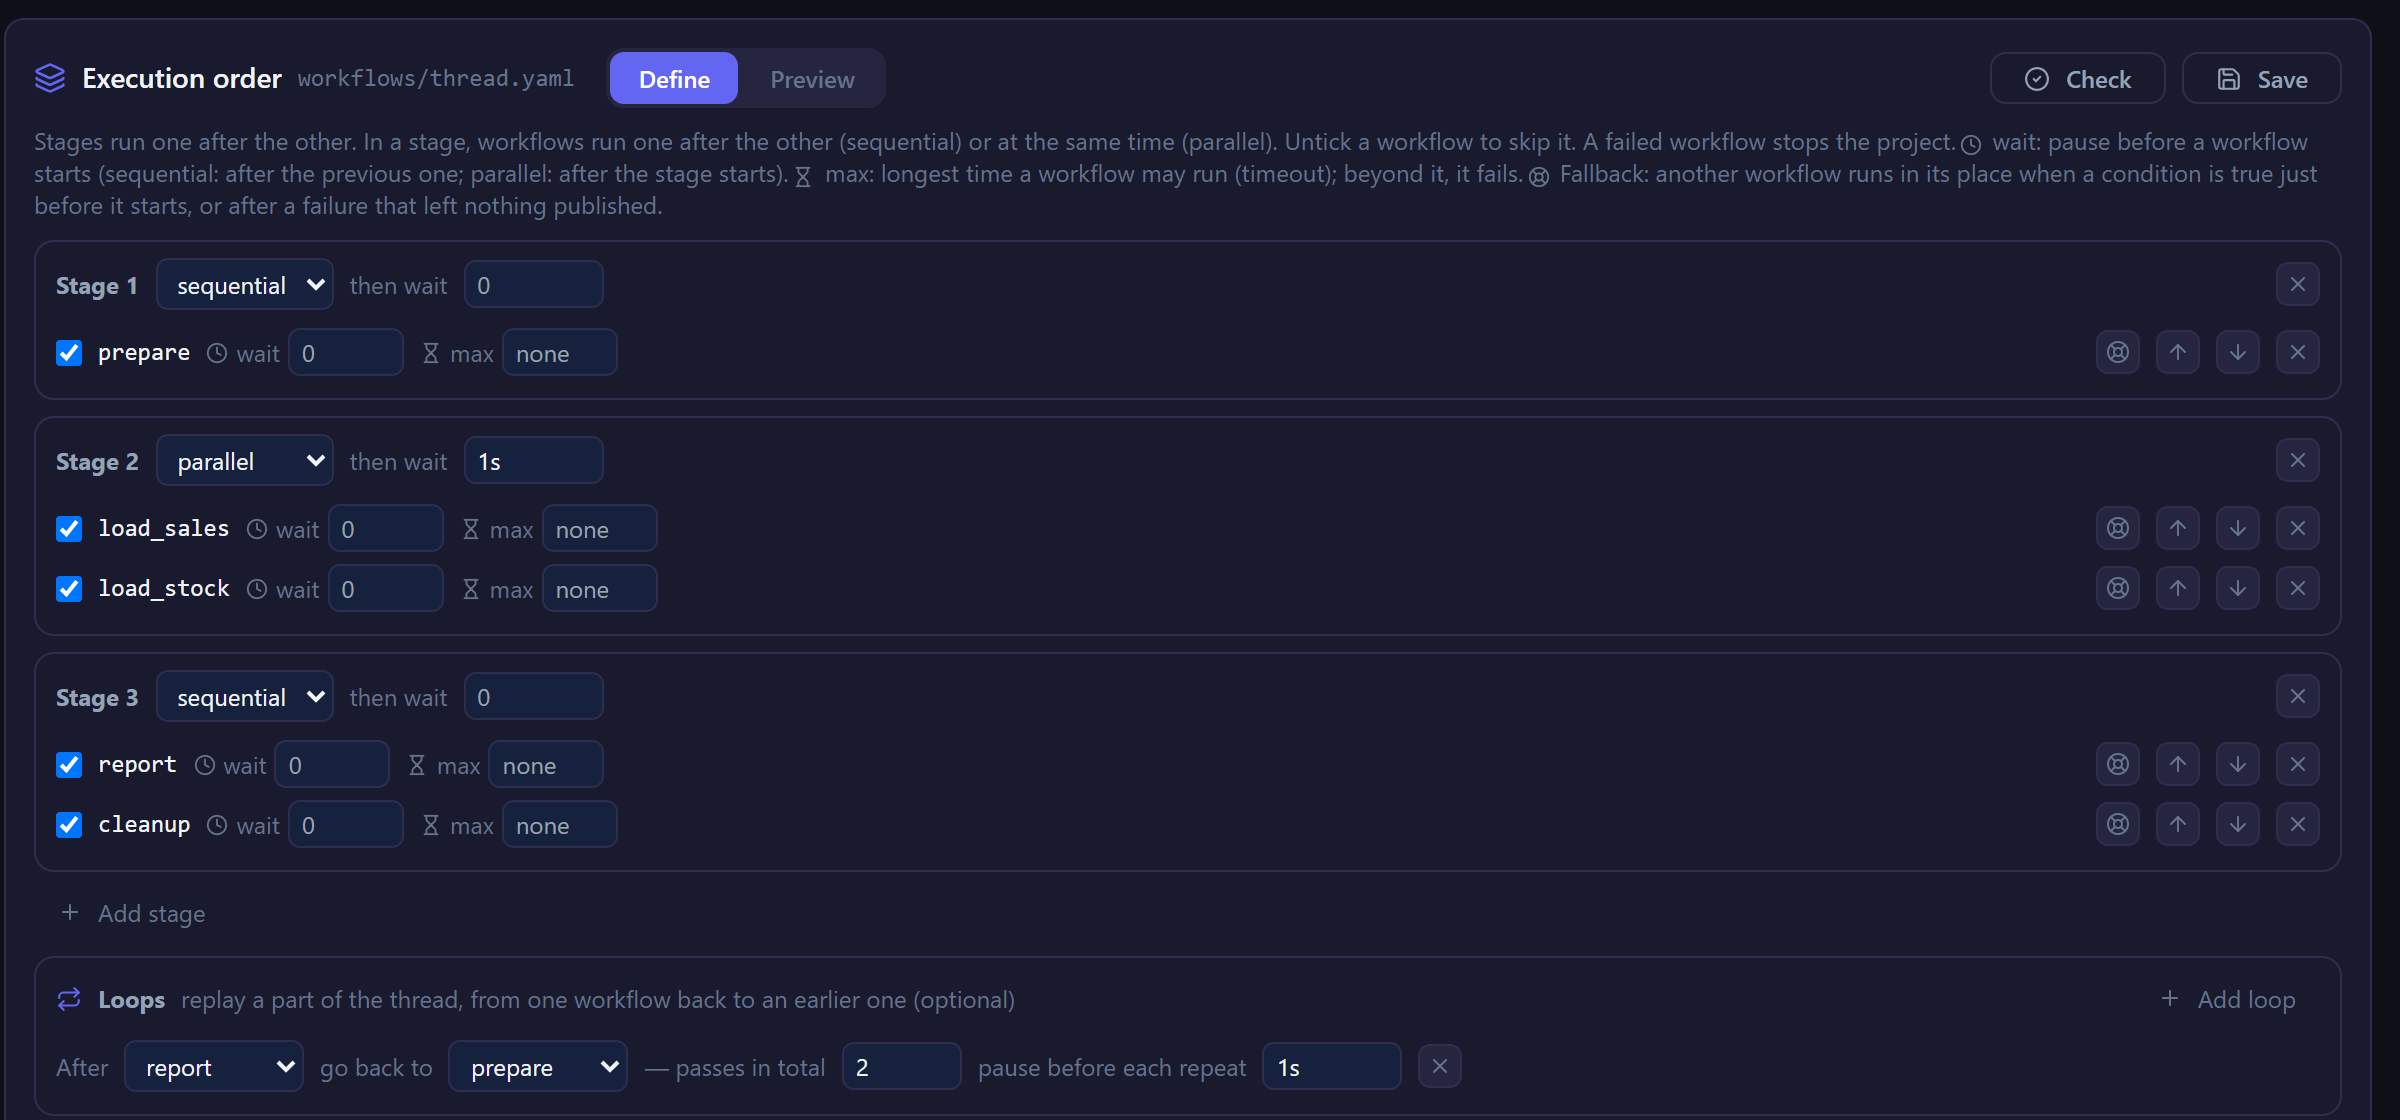 Execution order workflows/thread.yaml Define Preview Check Save
Stages run one after the other. In a stage, workflows run one after the other (sequential) or at the same time (parallel). Untick a workflow to skip it. A failed workflow stops the project. wait: pause before a workflow
starts (sequential: after the previous one; parallel: after the stage starts). max: longest time a workflow may run (timeout); beyond it, it fails. Fallback: another workflow runs in its place when a condition is true just
before it starts, or after a failure that left nothing published.
Stage 1 sequential then wait 0
prepare wait 0 max none
Stage 2 parallel then wait 1s
load_sales wait 0 max none
load_stock wait 0 max none
Stage 3 sequential then wait 0
report wait 0 max none
cleanup wait 0 max none
+ Add stage
Loops replay a part of the thread, from one workflow back to an earlier one (optional) + Add loop
After report go back to prepare — passes in total 2 pause before each repeat 1s